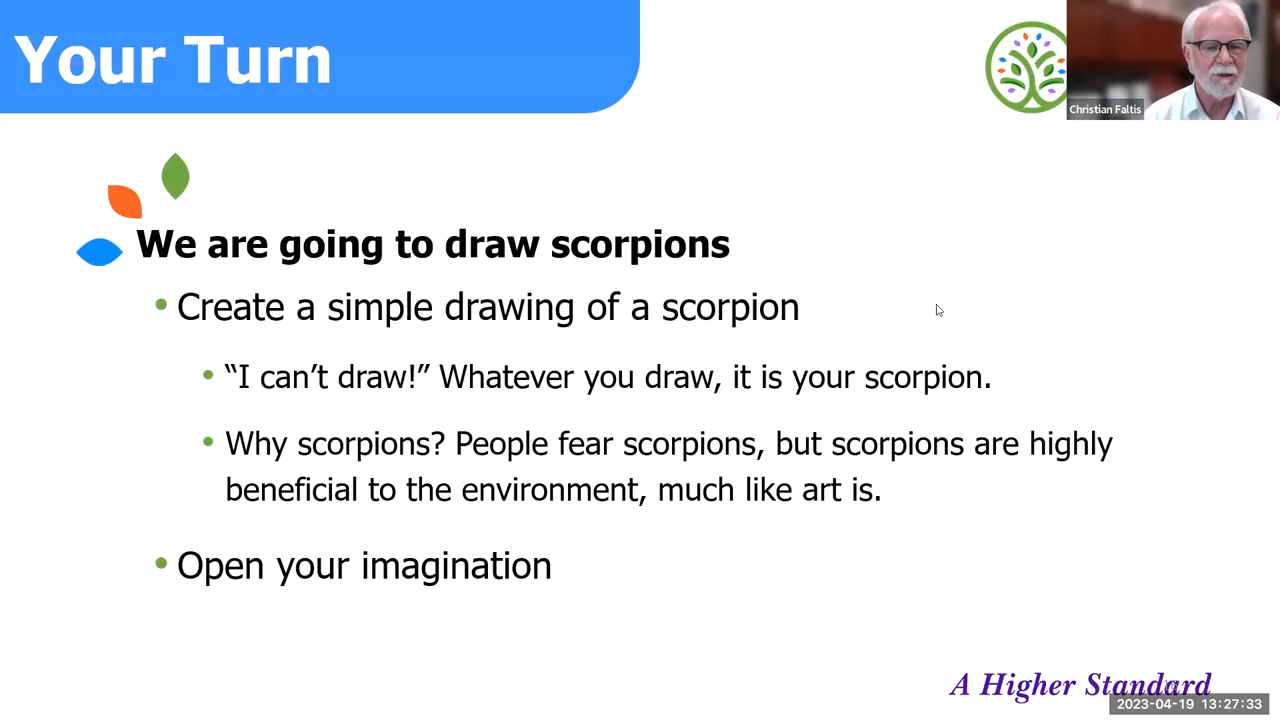 Your Turn
Christian Faltis
We are going to draw scorpions
• Create a simple drawing of a scorpion
• “I can’t draw!” Whatever you draw, it is your scorpion.
• Why scorpions? People fear scorpions, but scorpions are highly
beneficial to the environment, much like art is.
• Open your imagination
A Higher Standard
2023-04-19 13:27:33